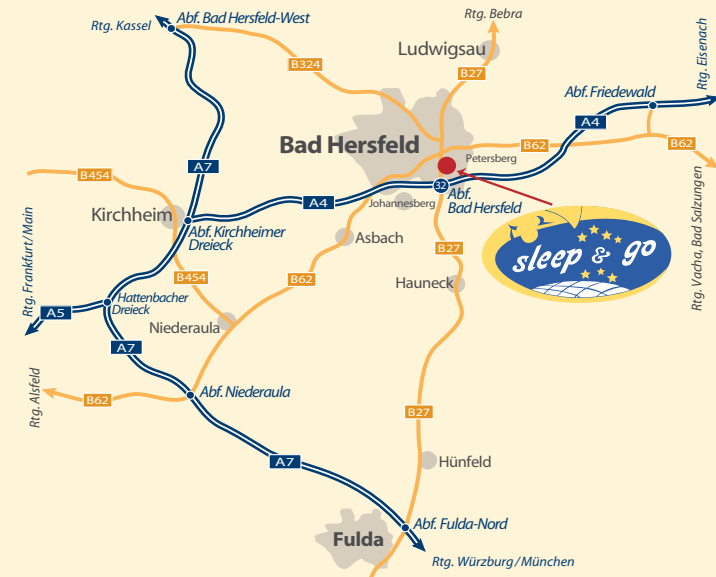 Rtg. Bebra
Abf. Bad Hersfeld-West
Rtg. Kassel
Ludwigsau
B324
B27
Rtg. Eisenach
Abf. Friedewald
A4
Bad Hersfeld
B62
B62
Petersberg
A7
B454
32
Abf.
Bad Hersfeld
A4
Johannesberg
Kirchheim
Abf. Kirchheimer
Dreieck
Asbach
B27
sleep & go
Rtg. Vacha, Bad Salzungen
Rtg. Frankfurt/Main
B454
B62
Hauneck
Hattenbacher
Dreieck
A5
Niederaula
A7
Rtg. Alsfeld
B62
Abf. Niederaula
B27
A7
Hünfeld
Abf. Fulda-Nord
Fulda
Rtg. Würzburg/München